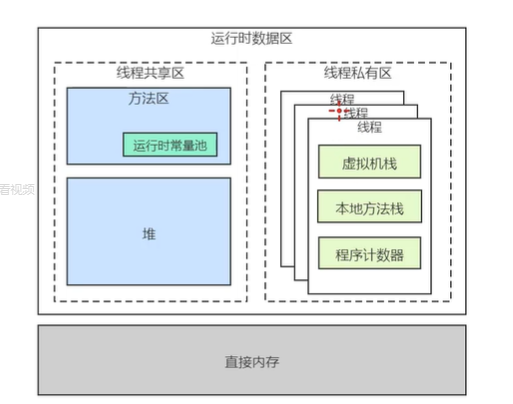 运行时数据区
线程共享区
线程私有区
方法区
运行时常量池
堆
线程
线程
线程
虚拟机栈
本地方法栈
程序计数器
看视频
直接内存